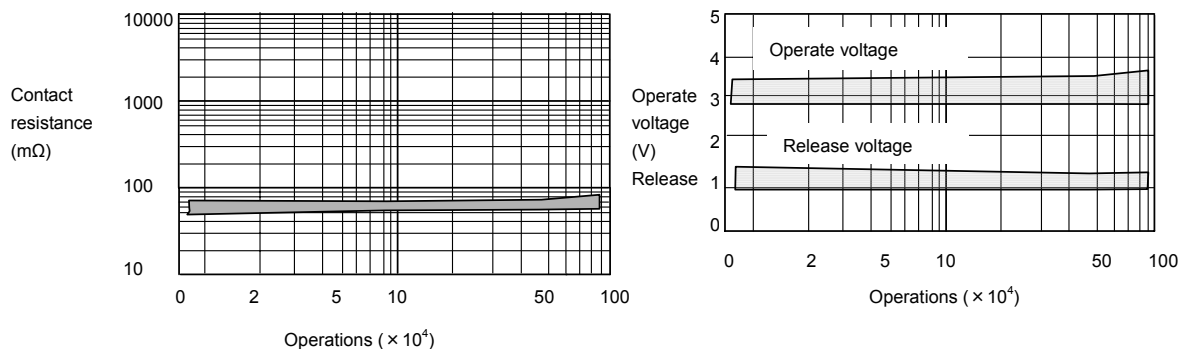 10000
1000
100
10
Contact
resistance
(mΩ)
0 2 5 10 50 100
Operations (×10⁴)
5
4
3
2
1
0
Operate voltage
Release voltage
Operate
voltage
(V)
Release
0 2 5 10 50 100
Operations (×10⁴)